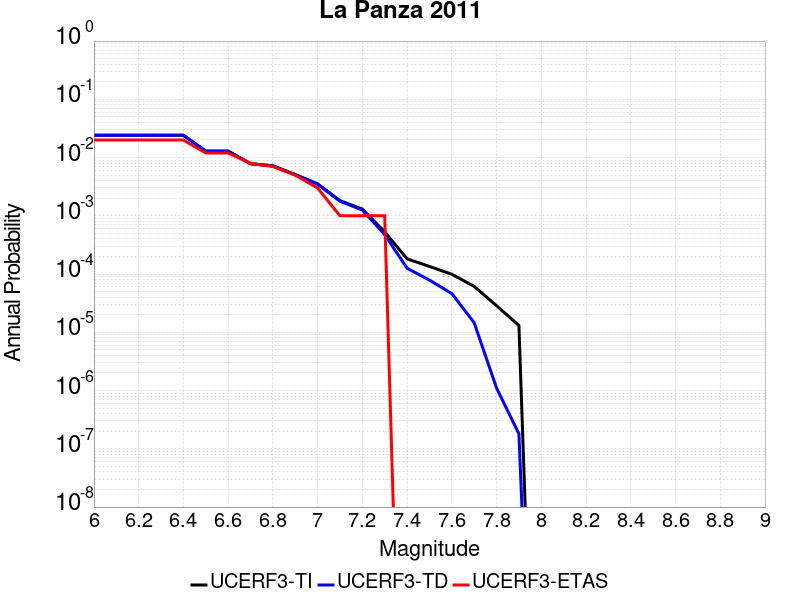 La Panza 2011
10^0
10^-1
10^-2
10^-3
10^-4
10^-5
10^-6
10^-7
10^-8
Annual Probability
6 6.2 6.4 6.6 6.8 7 7.2 7.4 7.6 7.8 8 8.2 8.4 8.6 8.8 9
Magnitude
UCERF3-TI UCERF3-TD UCERF3-ETAS